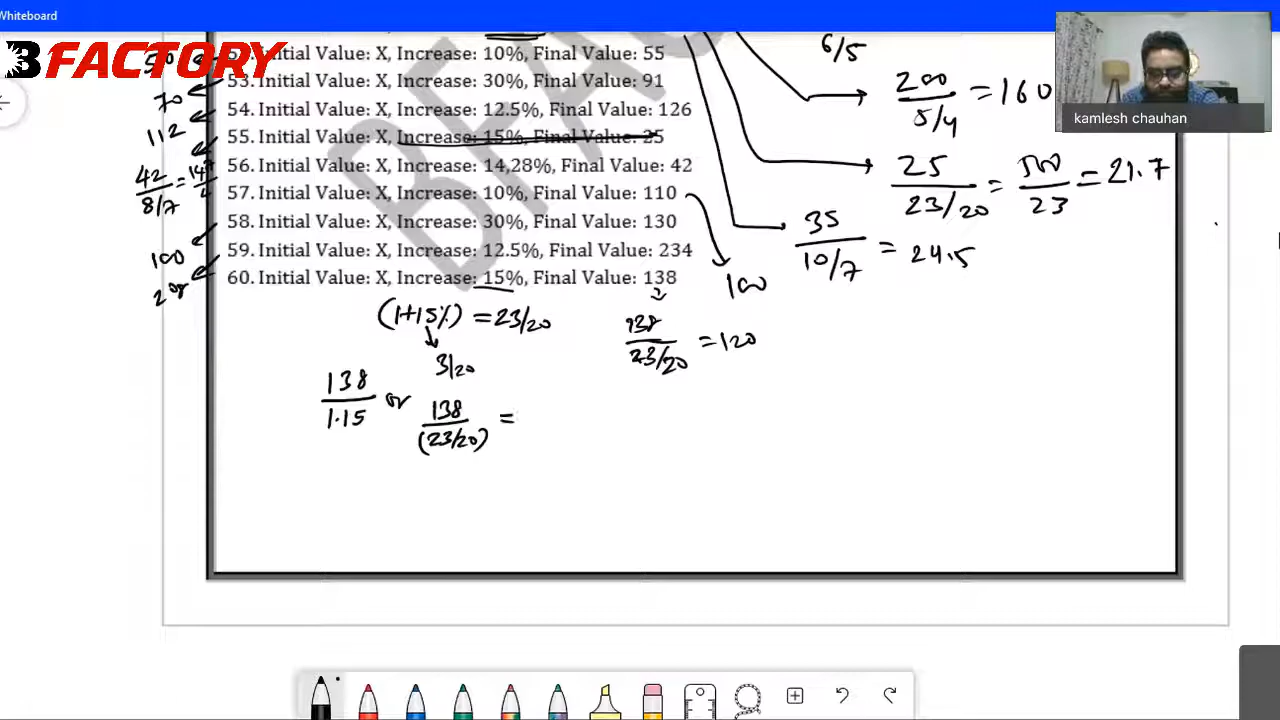 Whiteboard
BFACTORY
Initial Value: X, Increase: 10%, Final Value: 55
53. Initial Value: X, Increase: 30%, Final Value: 91
54. Initial Value: X, Increase: 12.5%, Final Value: 126
55. Initial Value: X, Increase: 15%, Final Value: 25
56. Initial Value: X, Increase: 14,28%, Final Value: 42
57. Initial Value: X, Increase: 10%, Final Value: 110
58. Initial Value: X, Increase: 30%, Final Value: 130
59. Initial Value: X, Increase: 12.5%, Final Value: 234
60. Initial Value: X, Increase: 15%, Final Value: 138
50
70
112
42/(8/7) = 147/4
100
6/5
200/(5/4) = 160
25/(23/20) = 500/23 = 21.7
35/(10/7) = 24.5
100
(1+15%) = 23/20
3/20
138/(23/20) = 120
138/1.15 or 138/(23/20) =
kamlesh chauhan